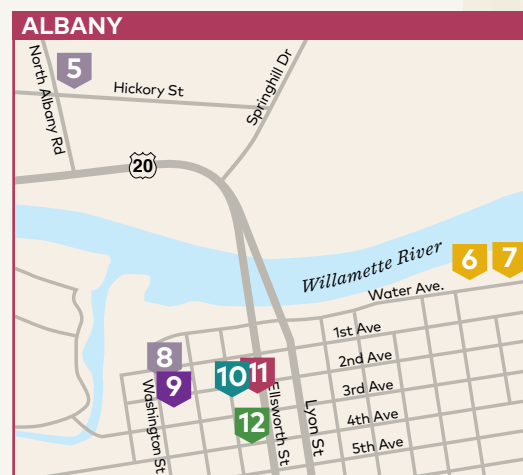 ALBANY
North Albany Rd
5
Hickory St
Springhill Dr
20
Willamette River
6
7
Water Ave.
1st Ave
2nd Ave
3rd Ave
4th Ave
5th Ave
8
9
10
11
12
Washington St
Ellsworth St
Lyon St